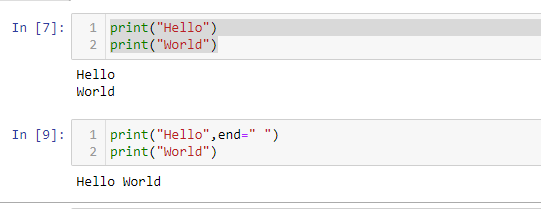 In [7]:
1 print("Hello")
2 print("World")
Hello
World
In [9]:
1 print("Hello",end=" ")
2 print("World")
Hello World